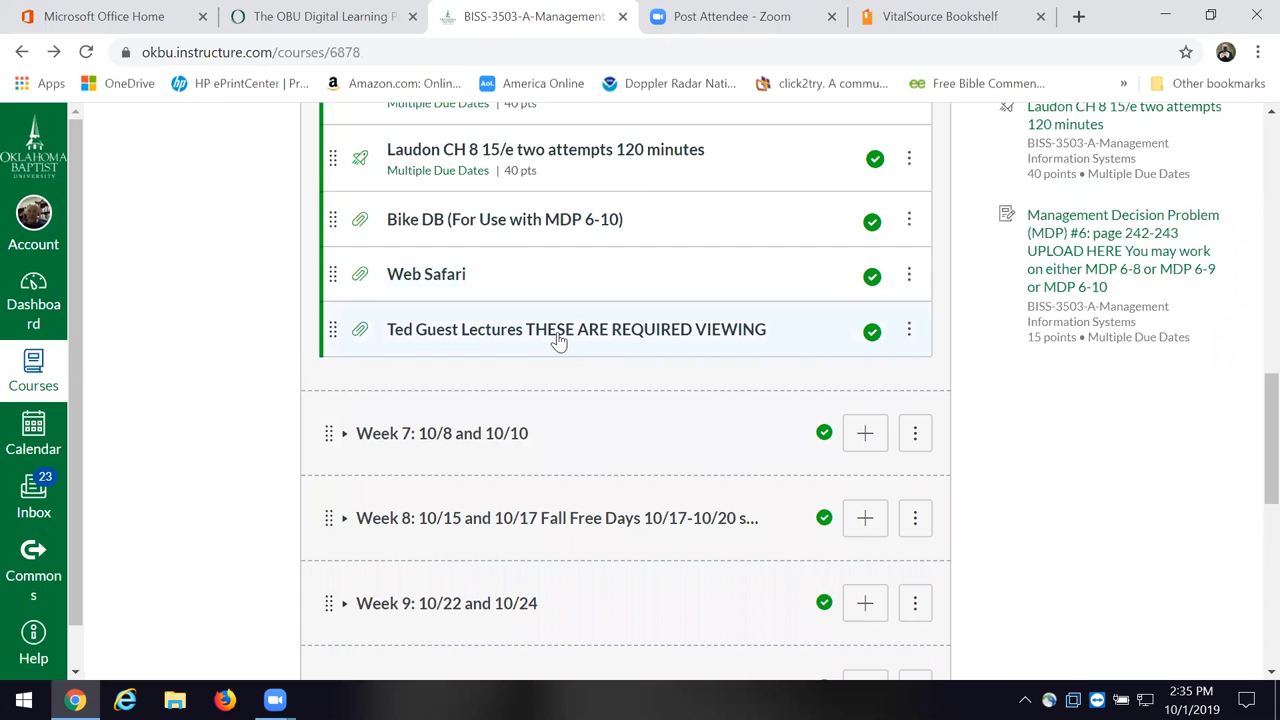 Microsoft Office Home
The OBU Digital Learning P
BISS-3503-A-Management
Post Attendee - Zoom
VitalSource Bookshelf
okbu.instructure.com/courses/6878
Apps
OneDrive
HP ePrintCenter | Pr...
Amazon.com: Onlin...
America Online
Doppler Radar Nati...
click2try. A commu...
Free Bible Commen...
»
Other bookmarks
OKLAHOMA
BAPTIST
UNIVERSITY
Account
Dashboa
rd
Courses
Calendar
23
Inbox
Common
s
Help
Multiple Due Dates | 40 pts
Laudon CH 8 15/e two attempts 120 minutes
Multiple Due Dates | 40 pts
Bike DB (For Use with MDP 6-10)
Web Safari
Ted Guest Lectures THESE ARE REQUIRED VIEWING
Week 7: 10/8 and 10/10
Week 8: 10/15 and 10/17 Fall Free Days 10/17-10/20 s...
Week 9: 10/22 and 10/24
Laudon CH 8 15/e two attempts
120 minutes
BISS-3503-A-Management
Information Systems
40 points • Multiple Due Dates
Management Decision Problem
(MDP) #6: page 242-243
UPLOAD HERE You may work
on either MDP 6-8 or MDP 6-9
or MDP 6-10
BISS-3503-A-Management
Information Systems
15 points • Multiple Due Dates
2:35 PM
10/1/2019